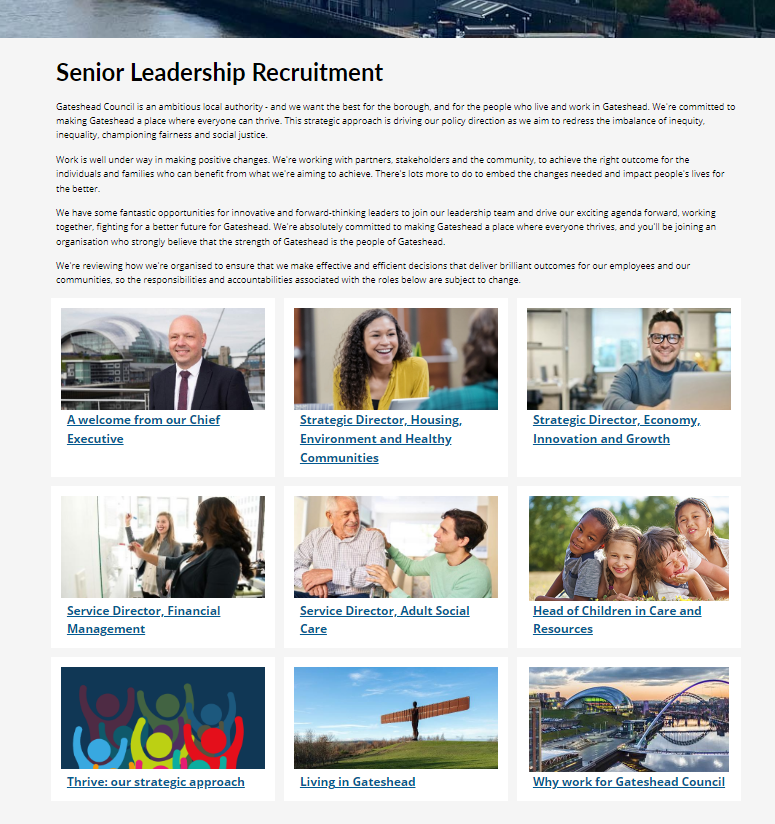 Senior Leadership Recruitment
Gateshead Council is an ambitious local authority - and we want the best for the borough, and for the people who live and work in Gateshead. We're committed to
making Gateshead a place where everyone can thrive. This strategic approach is driving our policy direction as we aim to redress the imbalance of inequity,
inequality, championing fairness and social justice.
Work is well under way in making positive changes. We're working with partners, stakeholders and the community, to achieve the right outcome for the
individuals and families who can benefit from what we're aiming to achieve. There's lots more to do to embed the changes needed and impact people's lives for
the better.
We have some fantastic opportunities for innovative and forward-thinking leaders to join our leadership team and drive our exciting agenda forward, working
together, fighting for a better future for Gateshead. We're absolutely committed to making Gateshead a place where everyone thrives, and you'll be joining an
organisation who strongly believe that the strength of Gateshead is the people of Gateshead.
We're reviewing how we're organised to ensure that we make effective and efficient decisions that deliver brilliant outcomes for our employees and our
communities, so the responsibilities and accountabilities associated with the roles below are subject to change.
A welcome from our Chief
Executive
Strategic Director, Housing,
Environment and Healthy
Communities
Strategic Director, Economy,
Innovation and Growth
Service Director, Financial
Management
Service Director, Adult Social
Care
Head of Children in Care and
Resources
Thrive: our strategic approach
Living in Gateshead
Why work for Gateshead Council